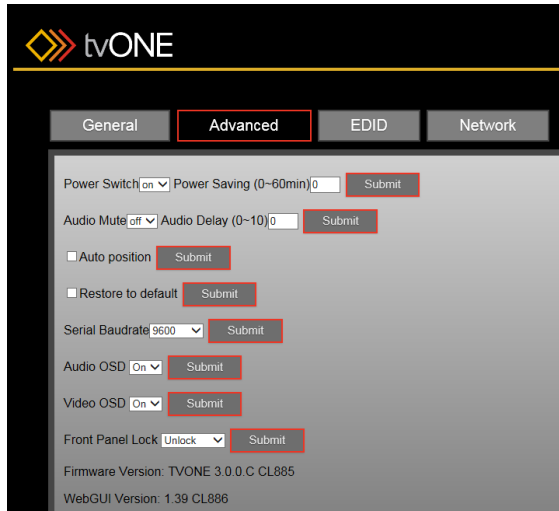 tvONE
General Advanced EDID Network
Power Switch on Power Saving (0~60min) 0 Submit
Audio Mute off Audio Delay (0~10) 0 Submit
Auto position Submit
Restore to default Submit
Serial Baudrate 9600 Submit
Audio OSD On Submit
Video OSD On Submit
Front Panel Lock Unlock Submit
Firmware Version: TVONE 3.0.0.C CL885
WebGUI Version: 1.39 CL886